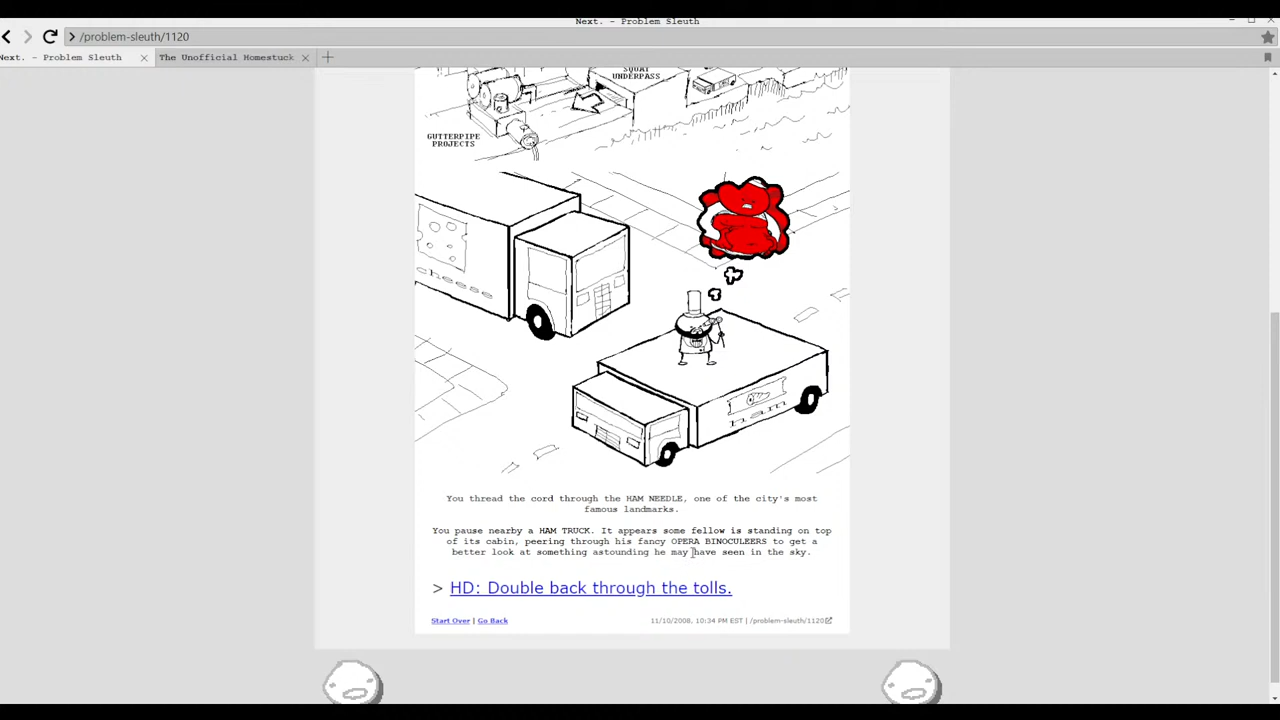 Next. - Problem Sleuth
/problem-sleuth/1120
Next. - Problem Sleuth
The Unofficial Homestuck
SQUAT
UNDERPASS
GUTTERPIPE
PROJECTS
cheese
ham
You thread the cord through the HAM NEEDLE, one of the city's most
famous landmarks.
You pause nearby a HAM TRUCK. It appears some fellow is standing on top
of its cabin, peering through his fancy OPERA BINOCULEERS to get a
better look at something astounding he may have seen in the sky.
> HD: Double back through the tolls.
Start Over | Go Back
11/10/2008, 10:34 PM EST | /problem-sleuth/1120